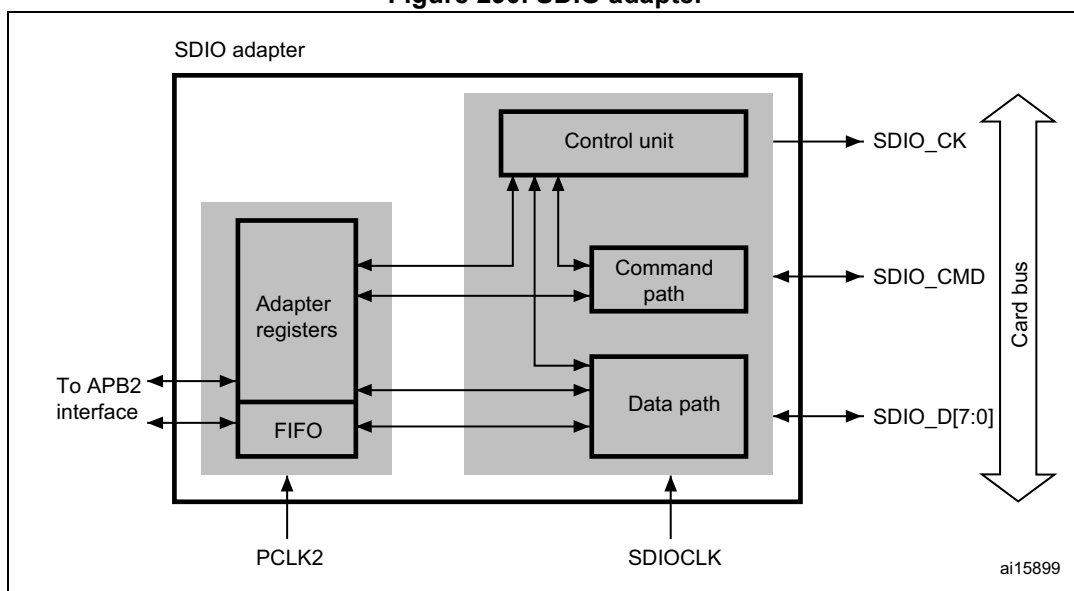 SDIO adapter
Control unit
SDIO_CK
Command
path
SDIO_CMD
Adapter
registers
Card bus
To APB2
interface
Data path
SDIO_D[7:0]
FIFO
PCLK2
SDIOCLK
ai15899